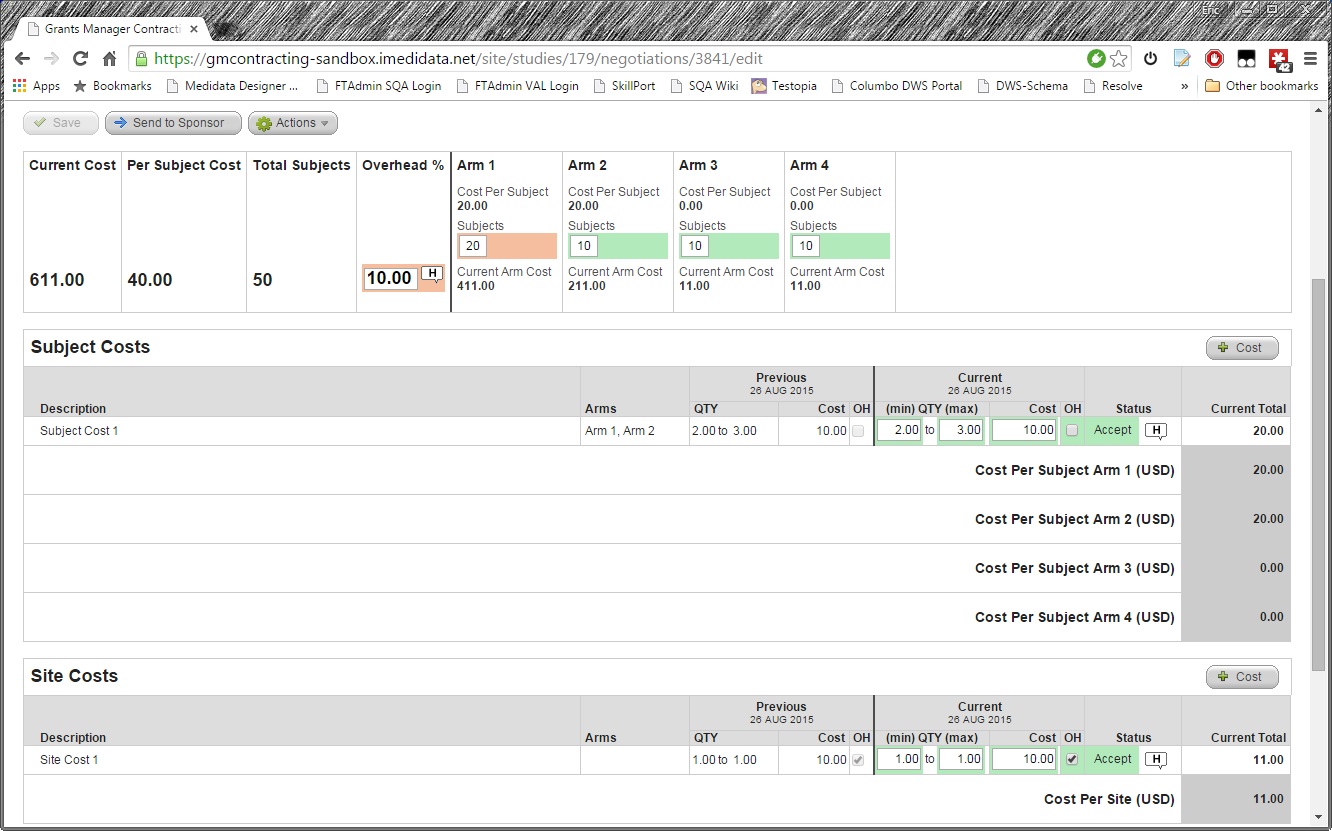 Eric
Grants Manager Contracti
https://gmcontracting-sandbox.imedidata.net/site/studies/179/negotiations/3841/edit
42
Apps Bookmarks Medidata Designer ... FTAdmin SQA Login FTAdmin VAL Login SkillPort SQA Wiki Testopia Columbo DWS Portal DWS-Schema Resolve » Other bookmarks
Save Send to Sponsor Actions
Current Cost Per Subject Cost Total Subjects Overhead % Arm 1 Arm 2 Arm 3 Arm 4
Cost Per Subject Cost Per Subject Cost Per Subject Cost Per Subject
20.00 20.00 0.00 0.00
Subjects Subjects Subjects Subjects
20 10 10 10
611.00 40.00 50 10.00 H
Current Arm Cost Current Arm Cost Current Arm Cost Current Arm Cost
411.00 211.00 11.00 11.00
Subject Costs Cost
Previous Current
26 AUG 2015 26 AUG 2015
Description Arms QTY Cost OH (min) QTY (max) Cost OH Status Current Total
Subject Cost 1 Arm 1, Arm 2 2.00 to 3.00 10.00 2.00 to 3.00 10.00 Accept H 20.00
Cost Per Subject Arm 1 (USD) 20.00
Cost Per Subject Arm 2 (USD) 20.00
Cost Per Subject Arm 3 (USD) 0.00
Cost Per Subject Arm 4 (USD) 0.00
Site Costs Cost
Previous Current
26 AUG 2015 26 AUG 2015
Description Arms QTY Cost OH (min) QTY (max) Cost OH Status Current Total
Site Cost 1 1.00 to 1.00 10.00 1.00 to 1.00 10.00 Accept H 11.00
Cost Per Site (USD) 11.00